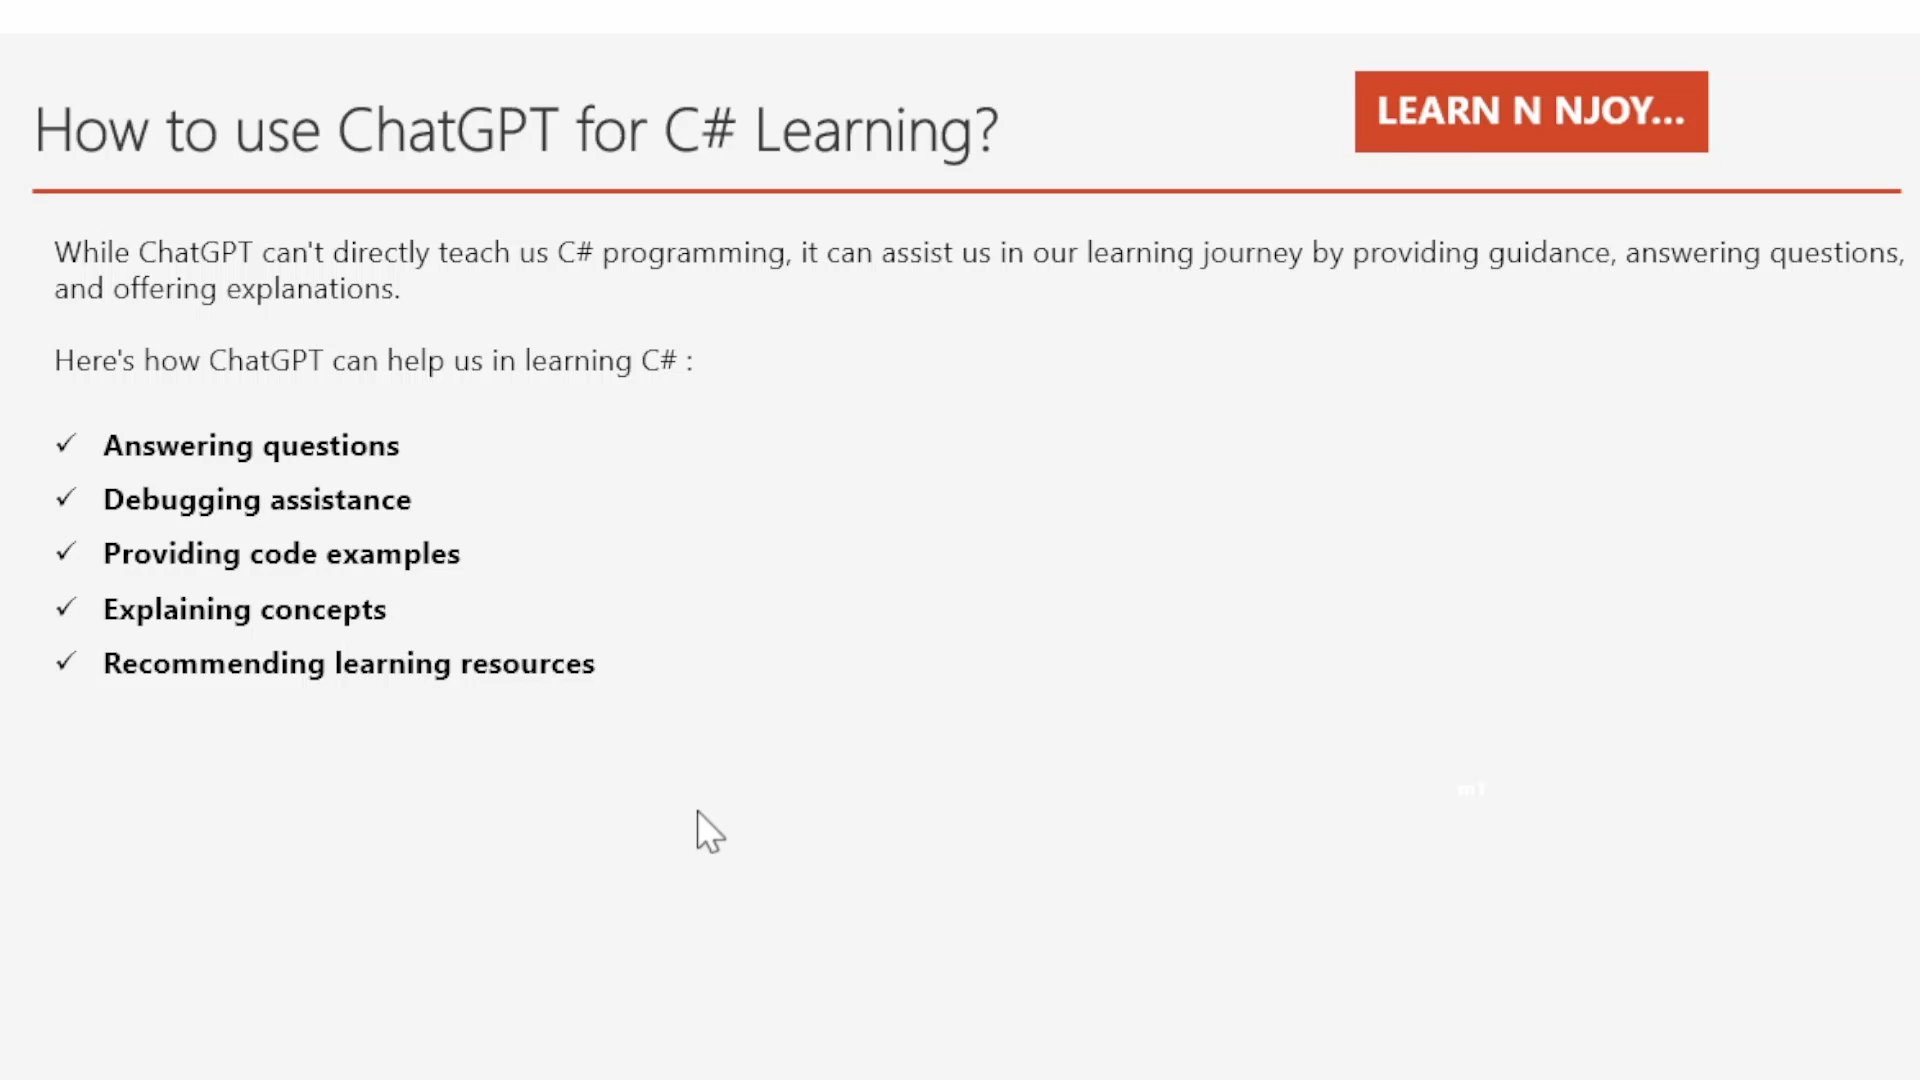 How to use ChatGPT for C# Learning?
LEARN N NJOY...
While ChatGPT can't directly teach us C# programming, it can assist us in our learning journey by providing guidance, answering questions,
and offering explanations.
Here's how ChatGPT can help us in learning C# :
✓ Answering questions
✓ Debugging assistance
✓ Providing code examples
✓ Explaining concepts
✓ Recommending learning resources